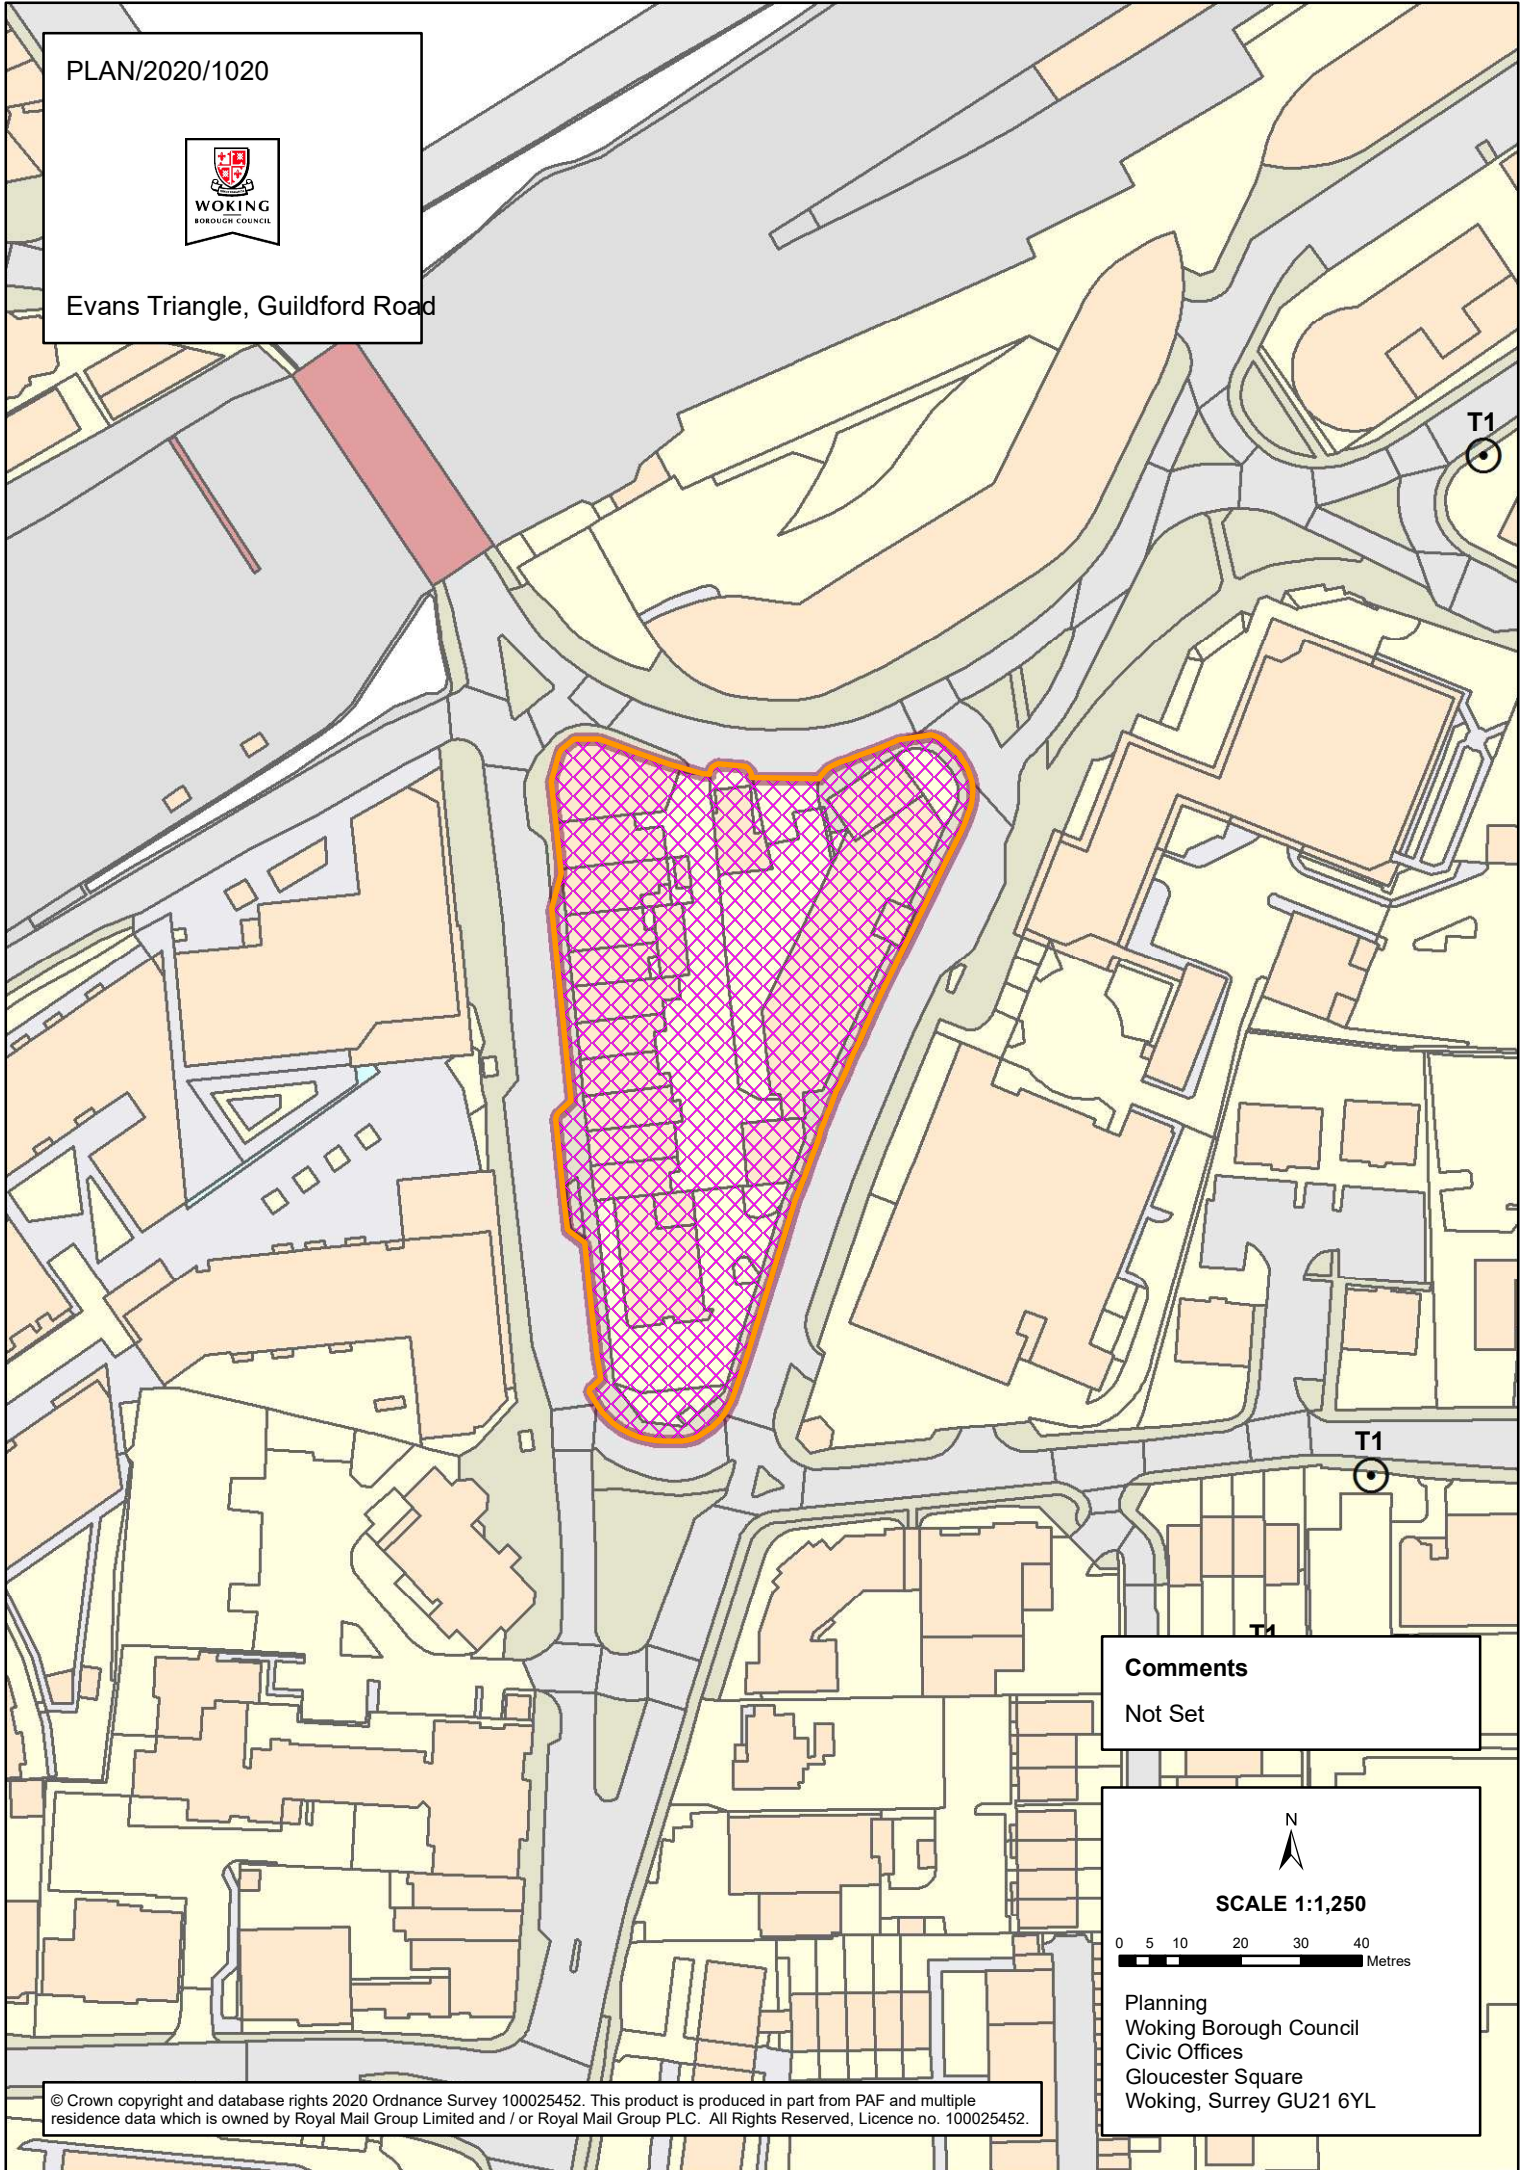 PLAN/2020/1020
WOKING
BOROUGH COUNCIL
Evans Triangle, Guildford Road
T1
T1
T1
Comments
Not Set
N
SCALE 1:1,250
0 5 10 20 30 40
Metres
Planning
Woking Borough Council
Civic Offices
Gloucester Square
Woking, Surrey GU21 6YL
© Crown copyright and database rights 2020 Ordnance Survey 100025452. This product is produced in part from PAF and multiple
residence data which is owned by Royal Mail Group Limited and / or Royal Mail Group PLC. All Rights Reserved, Licence no. 100025452.